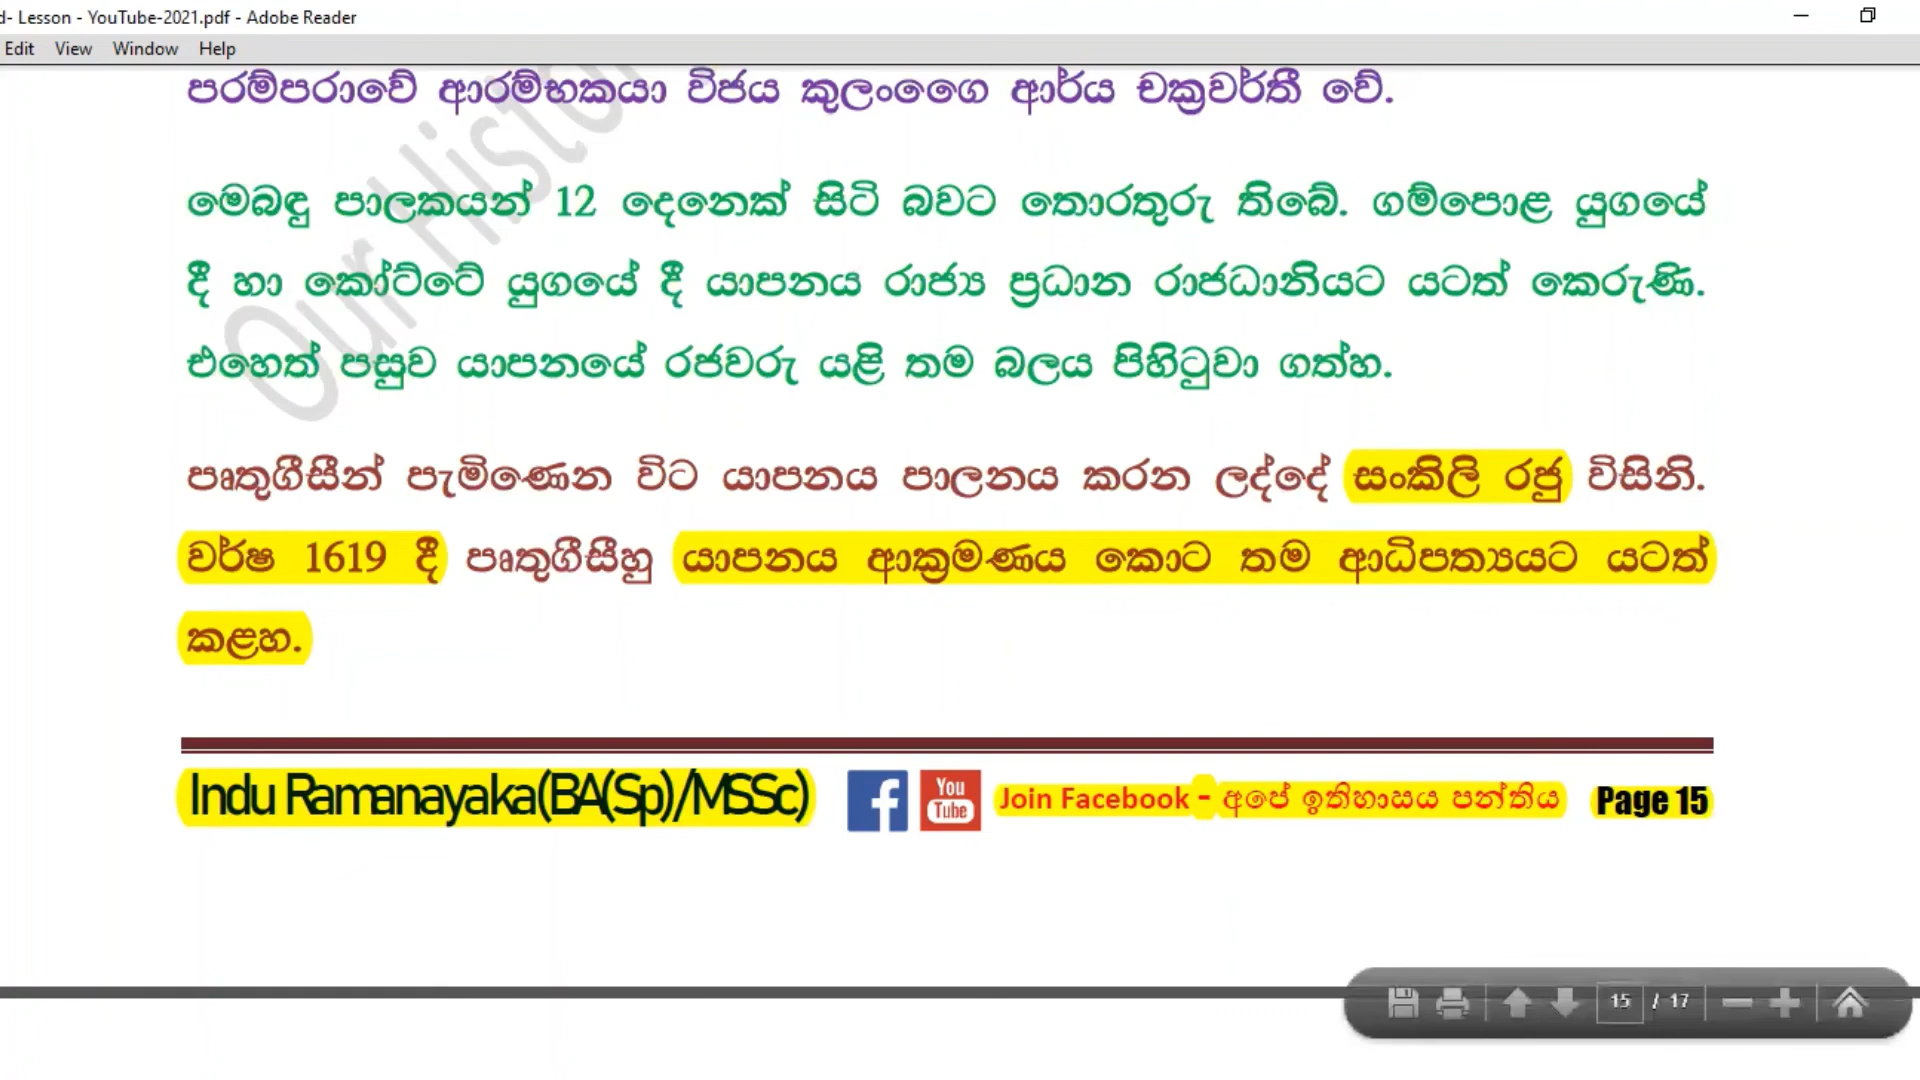 d- Lesson - YouTube-2021.pdf - Adobe Reader
Edit View Window Help
පරම්පරාවේ ආරම්භකයා විජය කුලංගෛ ආර්ය චක්‍රවර්තී වේ.
මෙබඳු පාලකයන් 12 දෙනෙක් සිටි බවට තොරතුරු තිබේ. ගම්පොළ යුගයේ
දී හා කෝට්ටේ යුගයේ දී යාපනය රාජ්‍ය ප්‍රධාන රාජධානියට යටත් කෙරුණි.
එහෙත් පසුව යාපනයේ රජවරු යළි තම බලය පිහිටුවා ගත්හ.
පෘතුගීසීන් පැමිණෙන විට යාපනය පාලනය කරන ලද්දේ සංකිලි රජු විසිනි.
වර්ෂ 1619 දී පෘතුගීසීහු යාපනය ආක්‍රමණය කොට තම ආධිපත්‍යයට යටත්
කළහ.
Our Histo
Indu Ramanayaka(BA(Sp)/MSSc) f You Tube Join Facebook - අපේ ඉතිහාසය පන්තිය Page 15
15 / 17